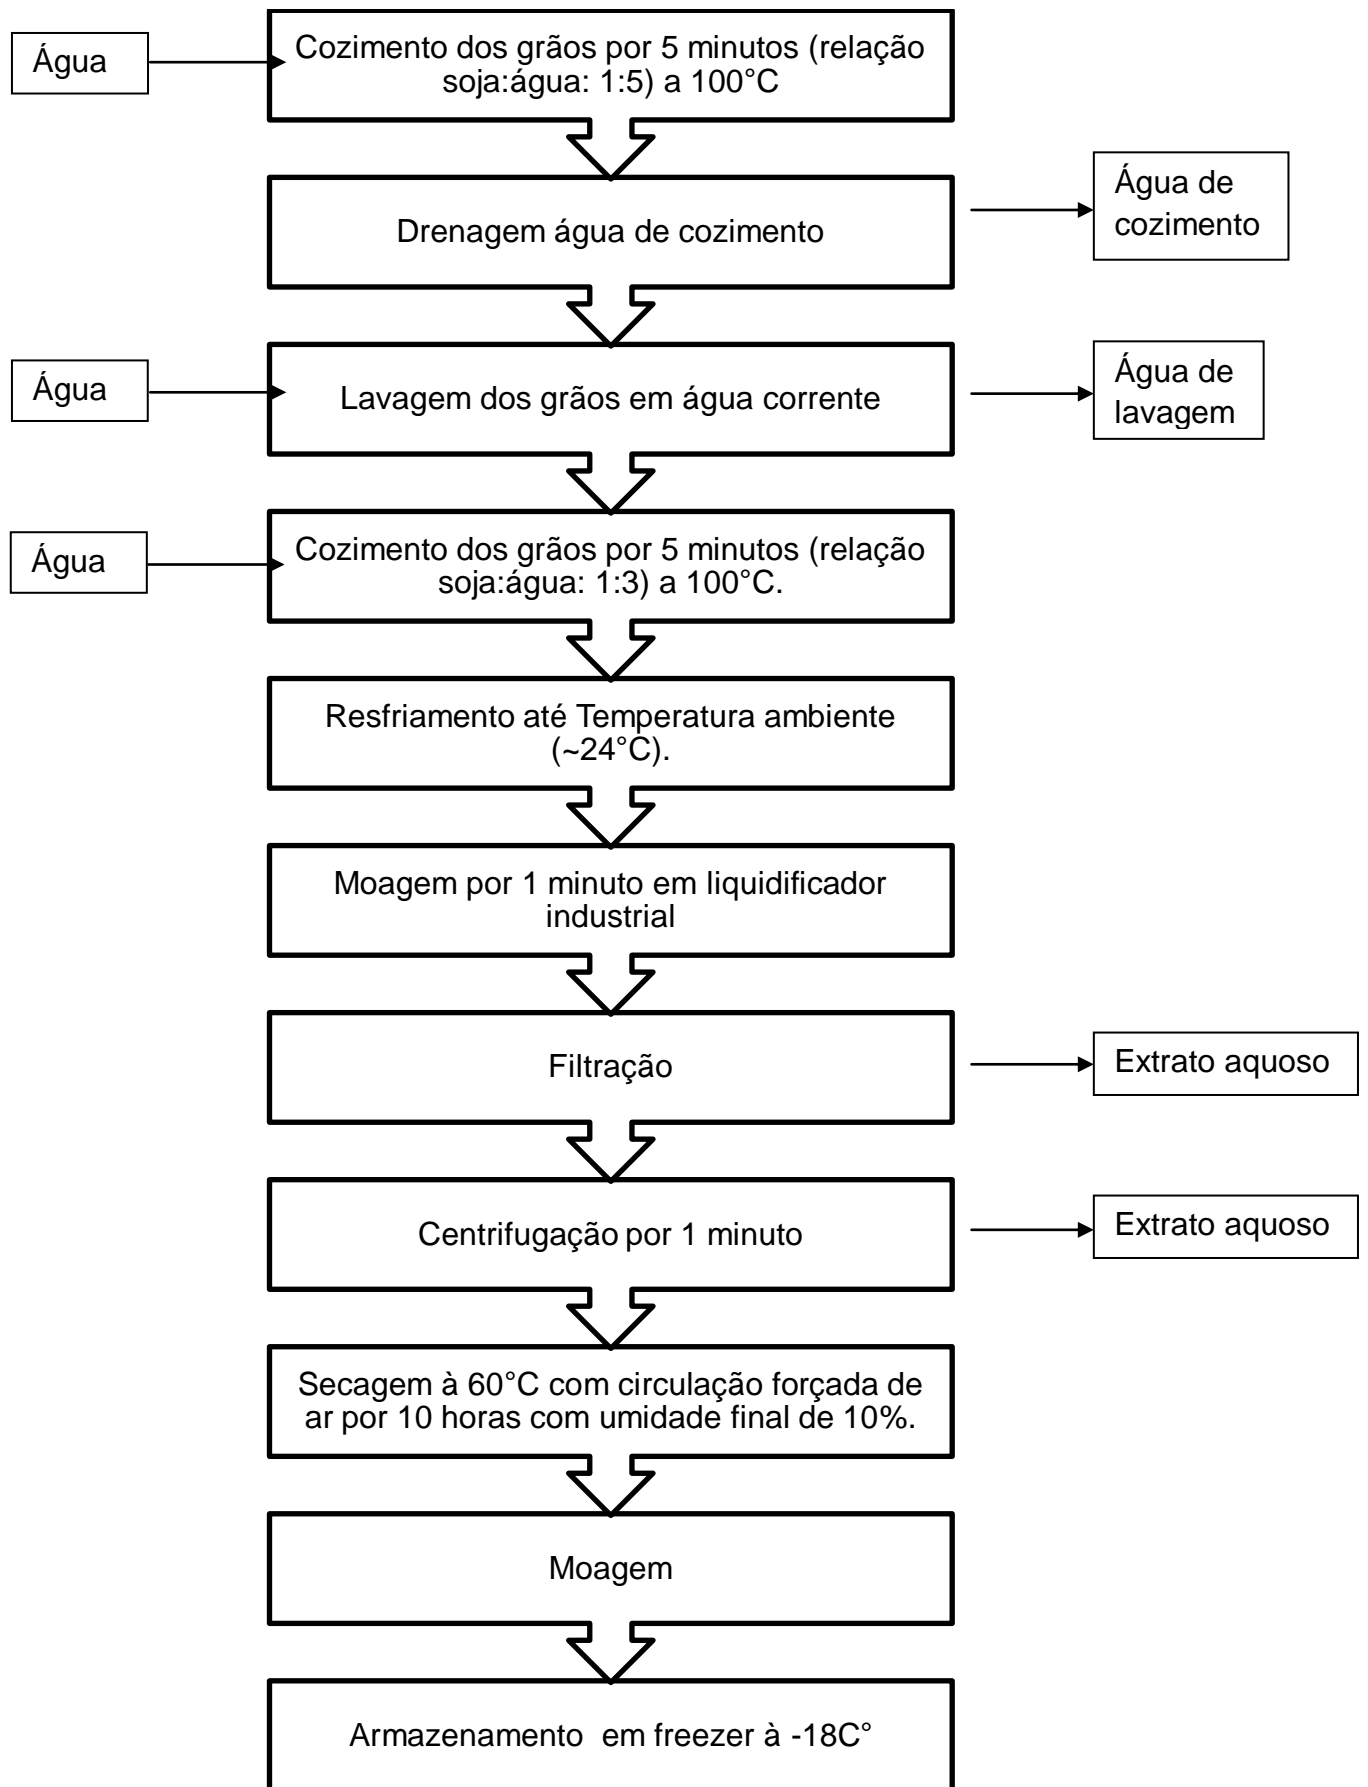 Água
Cozimento dos grãos por 5 minutos (relação
soja:água: 1:5) a 100°C
Drenagem água de cozimento
Água de
cozimento
Água
Lavagem dos grãos em água corrente
Água de
lavagem
Água
Cozimento dos grãos por 5 minutos (relação
soja:água: 1:3) a 100°C.
Resfriamento até Temperatura ambiente
(~24°C).
Moagem por 1 minuto em liquidificador
industrial
Filtração
Extrato aquoso
Centrifugação por 1 minuto
Extrato aquoso
Secagem à 60°C com circulação forçada de
ar por 10 horas com umidade final de 10%.
Moagem
Armazenamento em freezer à -18C°